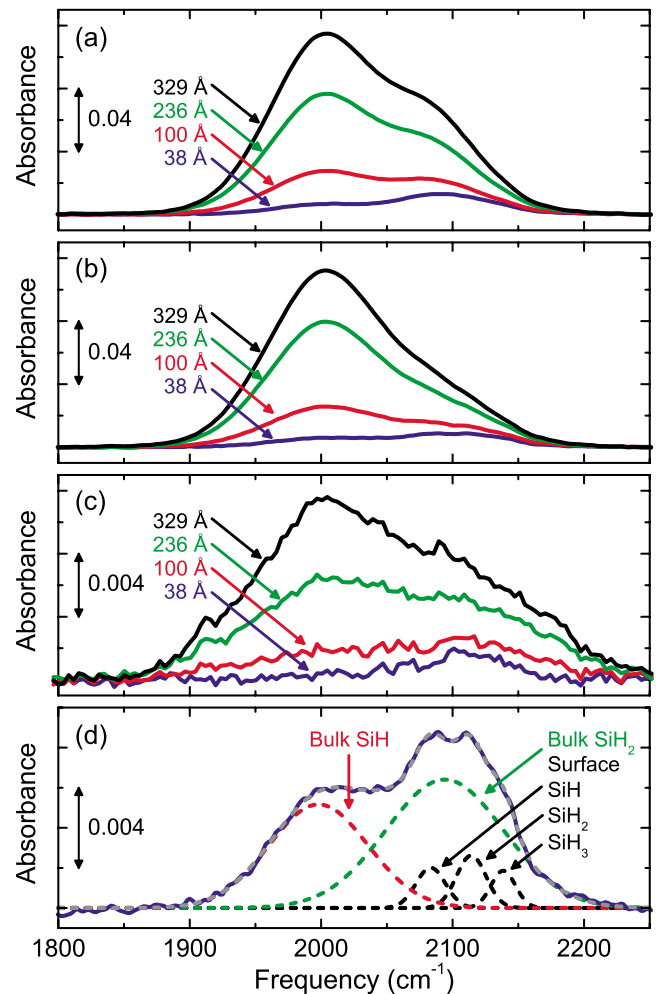 (a)
Absorbance
0.04
329 Å
236 Å
100 Å
38 Å
(b)
Absorbance
0.04
329 Å
236 Å
100 Å
38 Å
(c)
Absorbance
0.004
329 Å
236 Å
100 Å
38 Å
(d)
Absorbance
0.004
Bulk SiH
Bulk SiH₂
Surface
SiH
SiH₂
SiH₃
1800 1900 2000 2100 2200
Frequency (cm⁻¹)